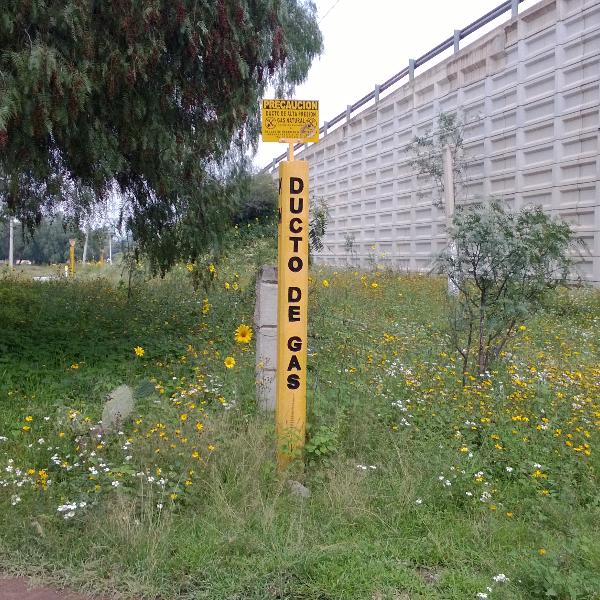 PRECAUCION
DUCTO DE ALTA PRESION
GAS NATURAL
DUCTO DE GAS